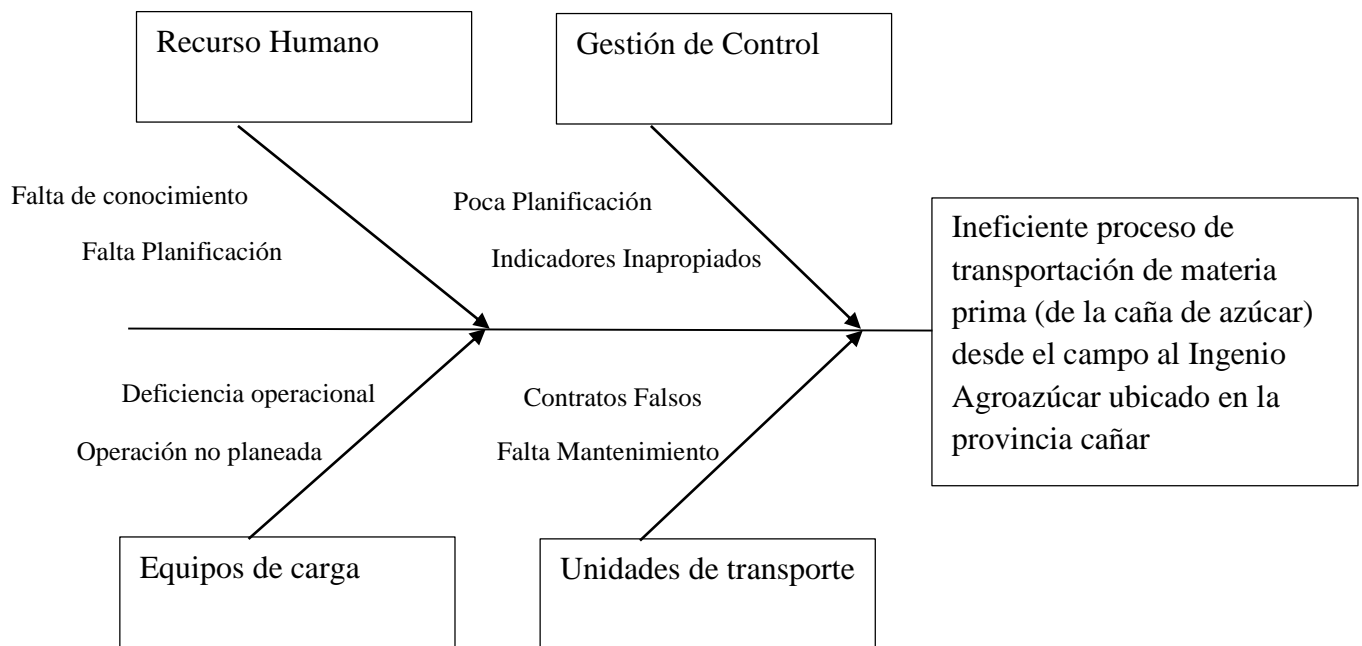 Recurso Humano
Gestión de Control
Falta de conocimiento
Falta Planificación
Poca Planificación
Indicadores Inapropiados
Ineficiente proceso de
transportación de materia
prima (de la caña de azúcar)
desde el campo al Ingenio
Agroazúcar ubicado en la
provincia cañar
Deficiencia operacional
Operación no planeada
Contratos Falsos
Falta Mantenimiento
Equipos de carga
Unidades de transporte